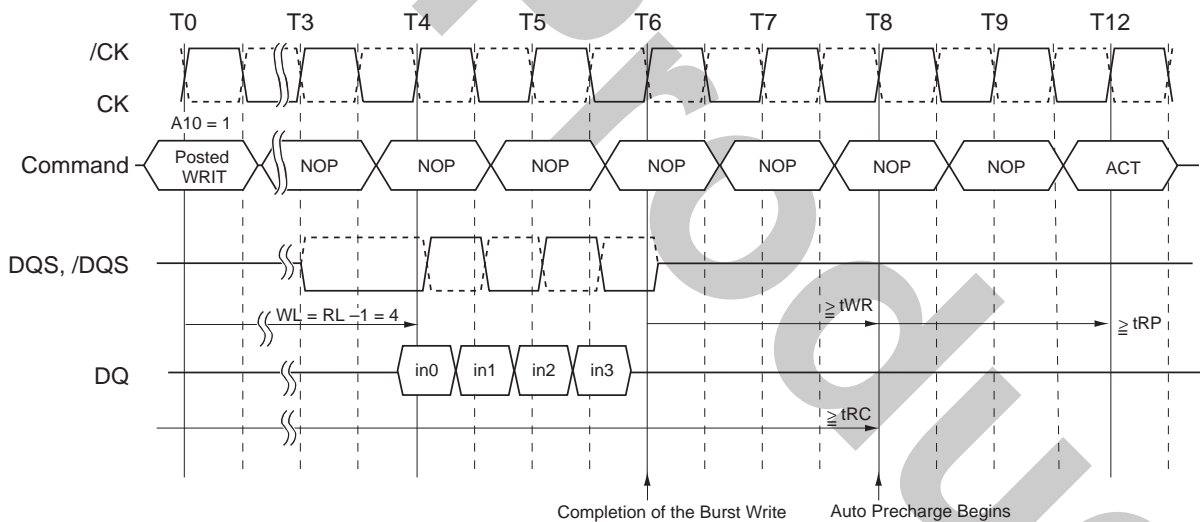 T0 T3 T4 T5 T6 T7 T8 T9 T12
/CK
CK
A10 = 1
Command Posted WRIT NOP NOP NOP NOP NOP NOP NOP ACT
DQS, /DQS
WL = RL –1 = 4 ≧ tWR ≧ tRP
DQ in0 in1 in2 in3
≧ tRC
Completion of the Burst Write Auto Precharge Begins